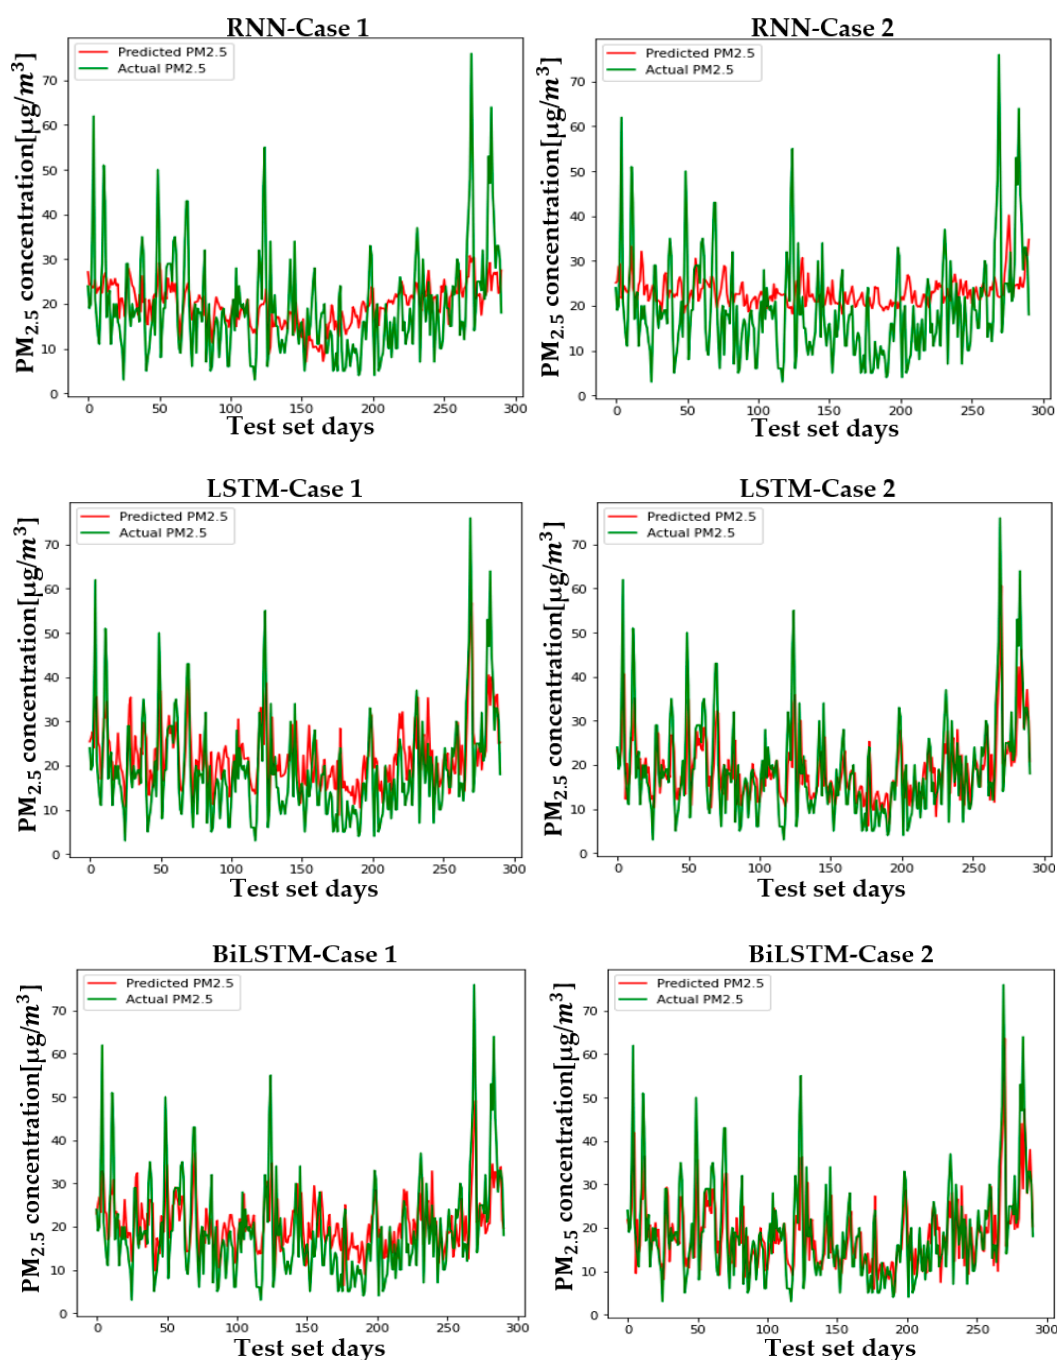 RNN-Case 1
Predicted PM2.5
Actual PM2.5
PM2.5 concentration[μg/m³]
70
60
50
40
30
20
10
0
0 50 100 150 200 250 300
Test set days
RNN-Case 2
Predicted PM2.5
Actual PM2.5
PM2.5 concentration[μg/m³]
70
60
50
40
30
20
10
0
0 50 100 150 200 250 300
Test set days
LSTM-Case 1
Predicted PM2.5
Actual PM2.5
PM2.5 concentration[μg/m³]
70
60
50
40
30
20
10
0
0 50 100 150 200 250 300
Test set days
LSTM-Case 2
Predicted PM2.5
Actual PM2.5
PM2.5 concentration[μg/m³]
70
60
50
40
30
20
10
0
0 50 100 150 200 250 300
Test set days
BiLSTM-Case 1
Predicted PM2.5
Actual PM2.5
PM2.5 concentration[μg/m³]
70
60
50
40
30
20
10
0
0 50 100 150 200 250 300
Test set days
BiLSTM-Case 2
Predicted PM2.5
Actual PM2.5
PM2.5 concentration[μg/m³]
70
60
50
40
30
20
10
0
0 50 100 150 200 250 300
Test set days